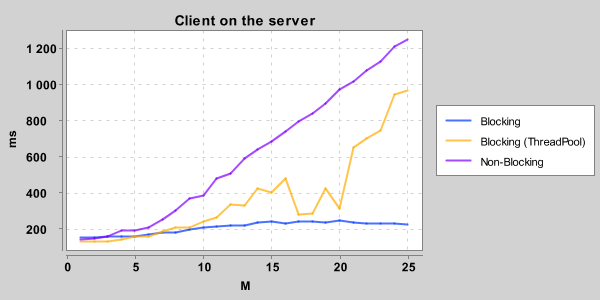 Client on the server
1 200
1 000
800
600
400
200
ms
0 5 10 15 20 25
M
Blocking
Blocking (ThreadPool)
Non-Blocking